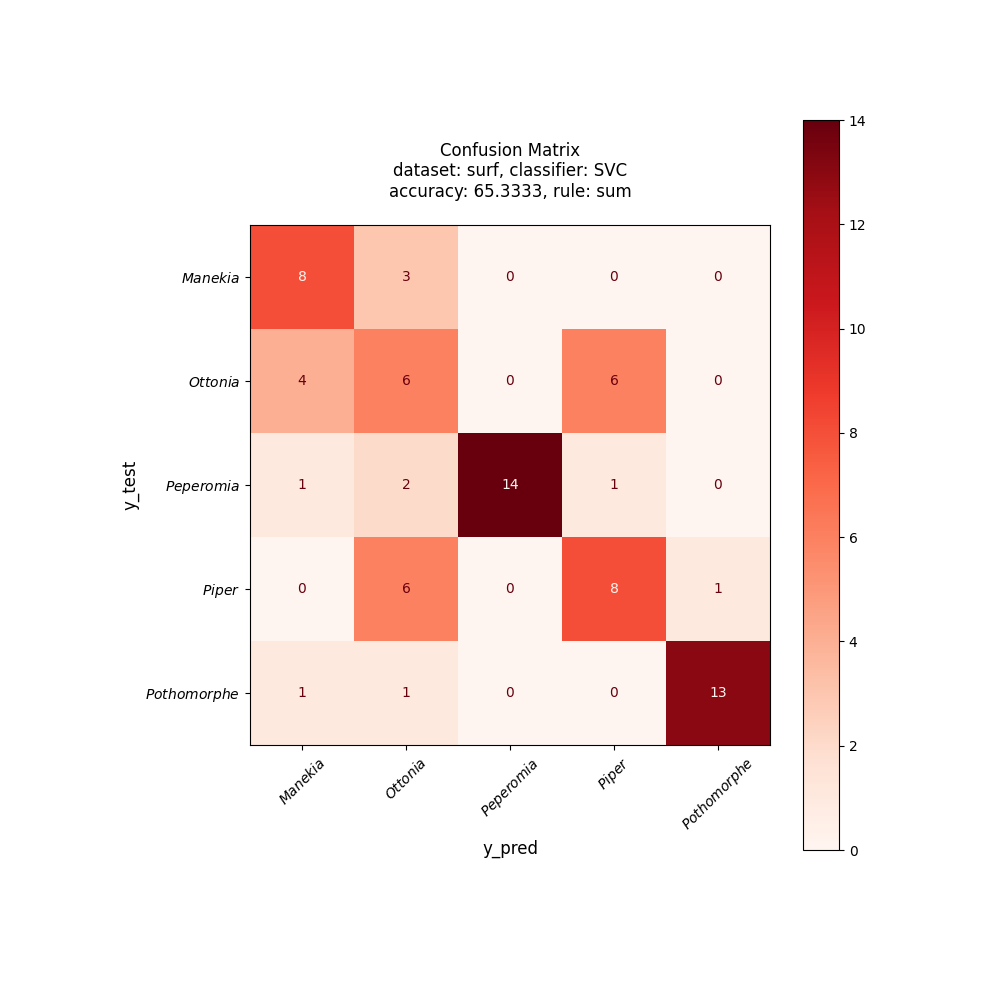 Confusion Matrix
dataset: surf, classifier: SVC
accuracy: 65.3333, rule: sum
Manekia 8 3 0 0 0
Ottonia 4 6 0 6 0
Peperomia 1 2 14 1 0
Piper 0 6 0 8 1
Pothomorphe 1 1 0 0 13
y_test
Manekia Ottonia Peperomia Piper Pothomorphe
y_pred
14
12
10
8
6
4
2
0